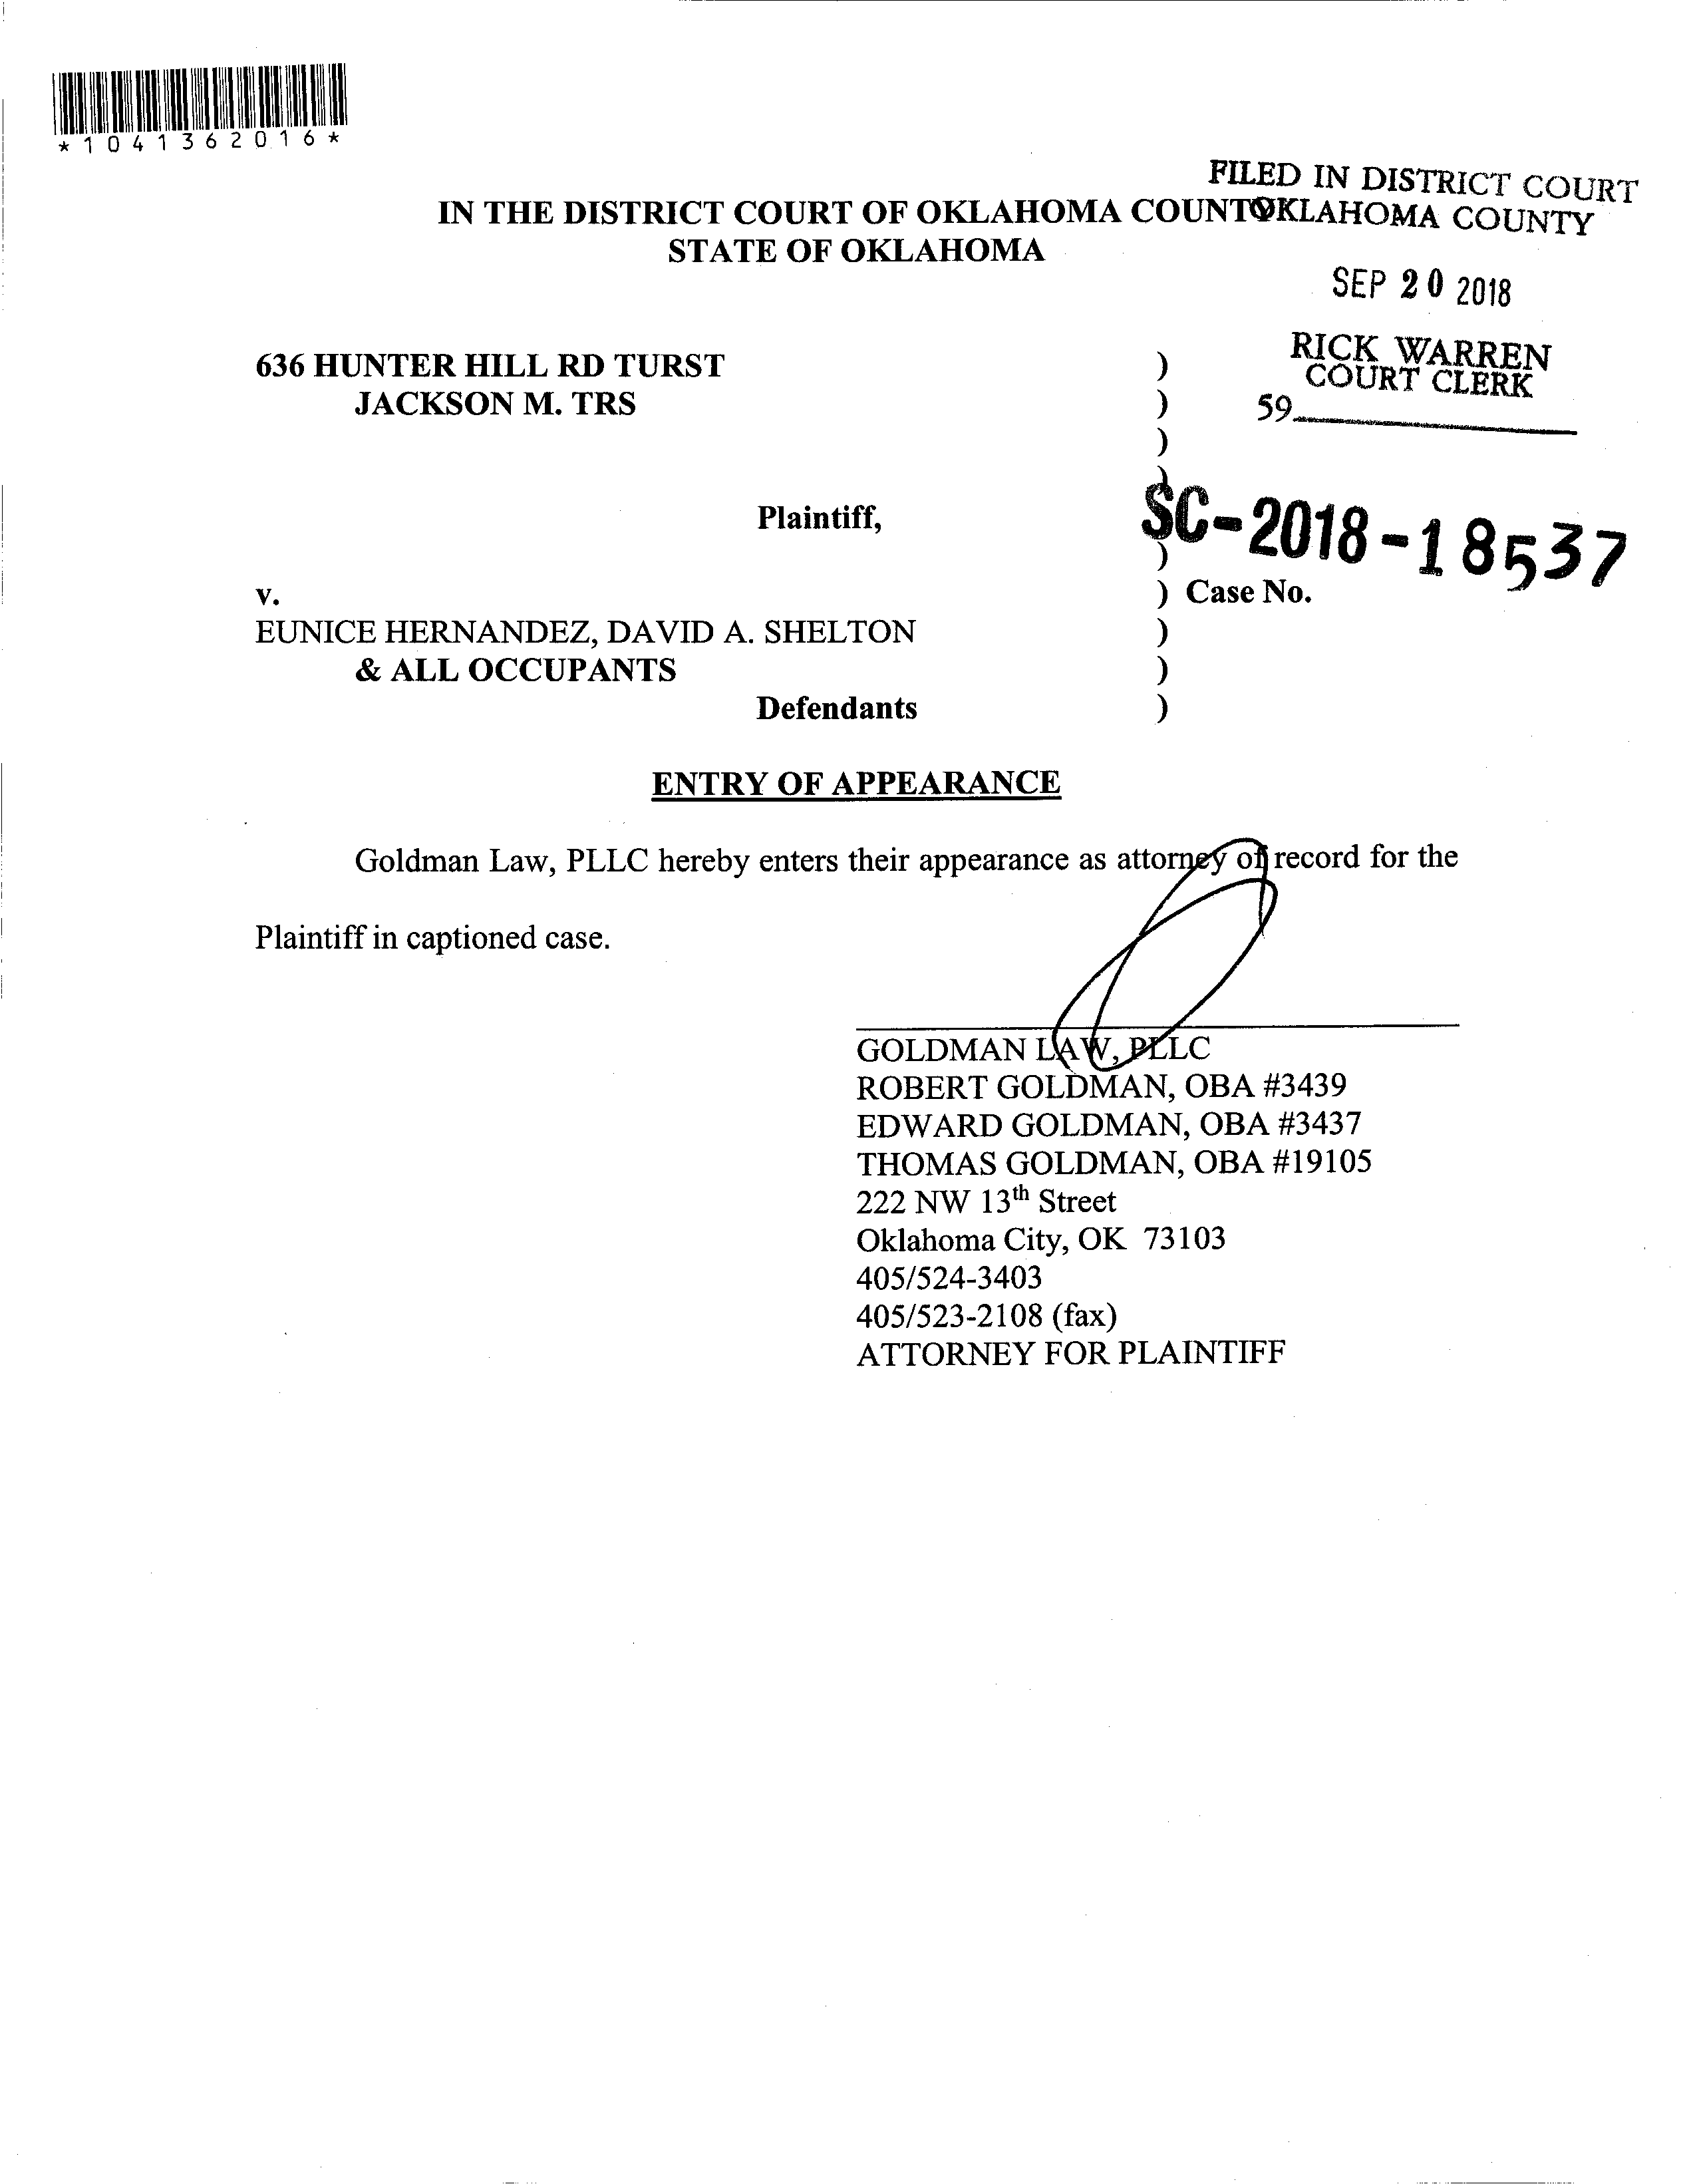 *1041362016*
FILED IN DISTRICT COURT
IN THE DISTRICT COURT OF OKLAHOMA COUNTY
OKLAHOMA COUNTY
STATE OF OKLAHOMA
SEP 20 2018
RICK WARREN
COURT CLERK
59
636 HUNTER HILL RD TURST )
JACKSON M. TRS )
)
)
Plaintiff,
SC-2018-18537
)
v. ) Case No.
EUNICE HERNANDEZ, DAVID A. SHELTON )
& ALL OCCUPANTS )
Defendants )
ENTRY OF APPEARANCE
Goldman Law, PLLC hereby enters their appearance as attorney of record for the
Plaintiff in captioned case.
GOLDMAN LAW, PLLC
ROBERT GOLDMAN, OBA #3439
EDWARD GOLDMAN, OBA #3437
THOMAS GOLDMAN, OBA #19105
222 NW 13th Street
Oklahoma City, OK 73103
405/524-3403
405/523-2108 (fax)
ATTORNEY FOR PLAINTIFF